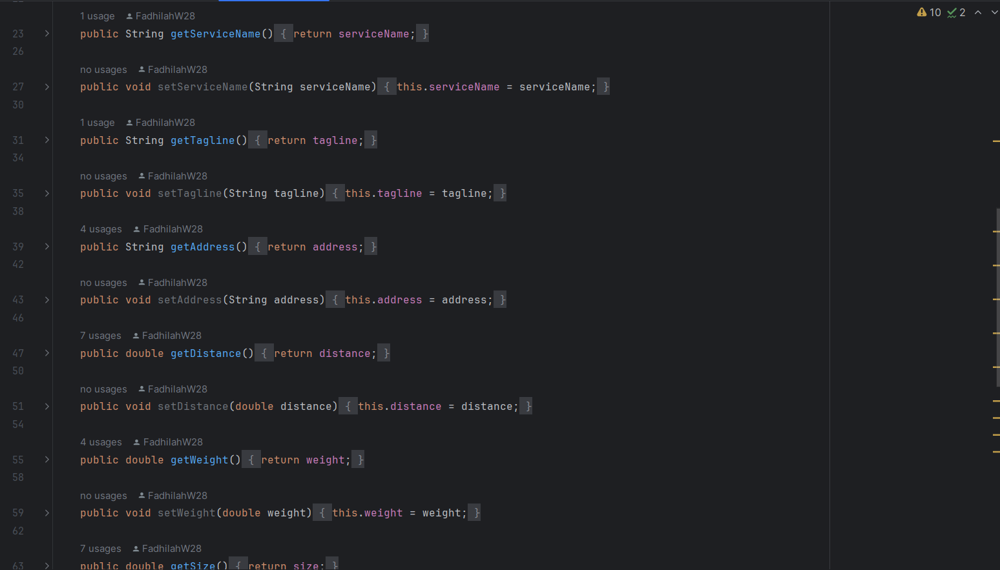 1 usage FadhilahW28
10 2
23 public String getServiceName() { return serviceName; }
26
no usages FadhilahW28
27 public void setServiceName(String serviceName) { this.serviceName = serviceName; }
30
1 usage FadhilahW28
31 public String getTagline() { return tagline; }
34
no usages FadhilahW28
35 public void setTagline(String tagline) { this.tagline = tagline; }
38
4 usages FadhilahW28
39 public String getAddress() { return address; }
42
no usages FadhilahW28
43 public void setAddress(String address) { this.address = address; }
46
7 usages FadhilahW28
47 public double getDistance() { return distance; }
50
no usages FadhilahW28
51 public void setDistance(double distance) { this.distance = distance; }
54
4 usages FadhilahW28
55 public double getWeight() { return weight; }
58
no usages FadhilahW28
59 public void setWeight(double weight) { this.weight = weight; }
62
7 usages FadhilahW28
63 public double getSize() { return size; }